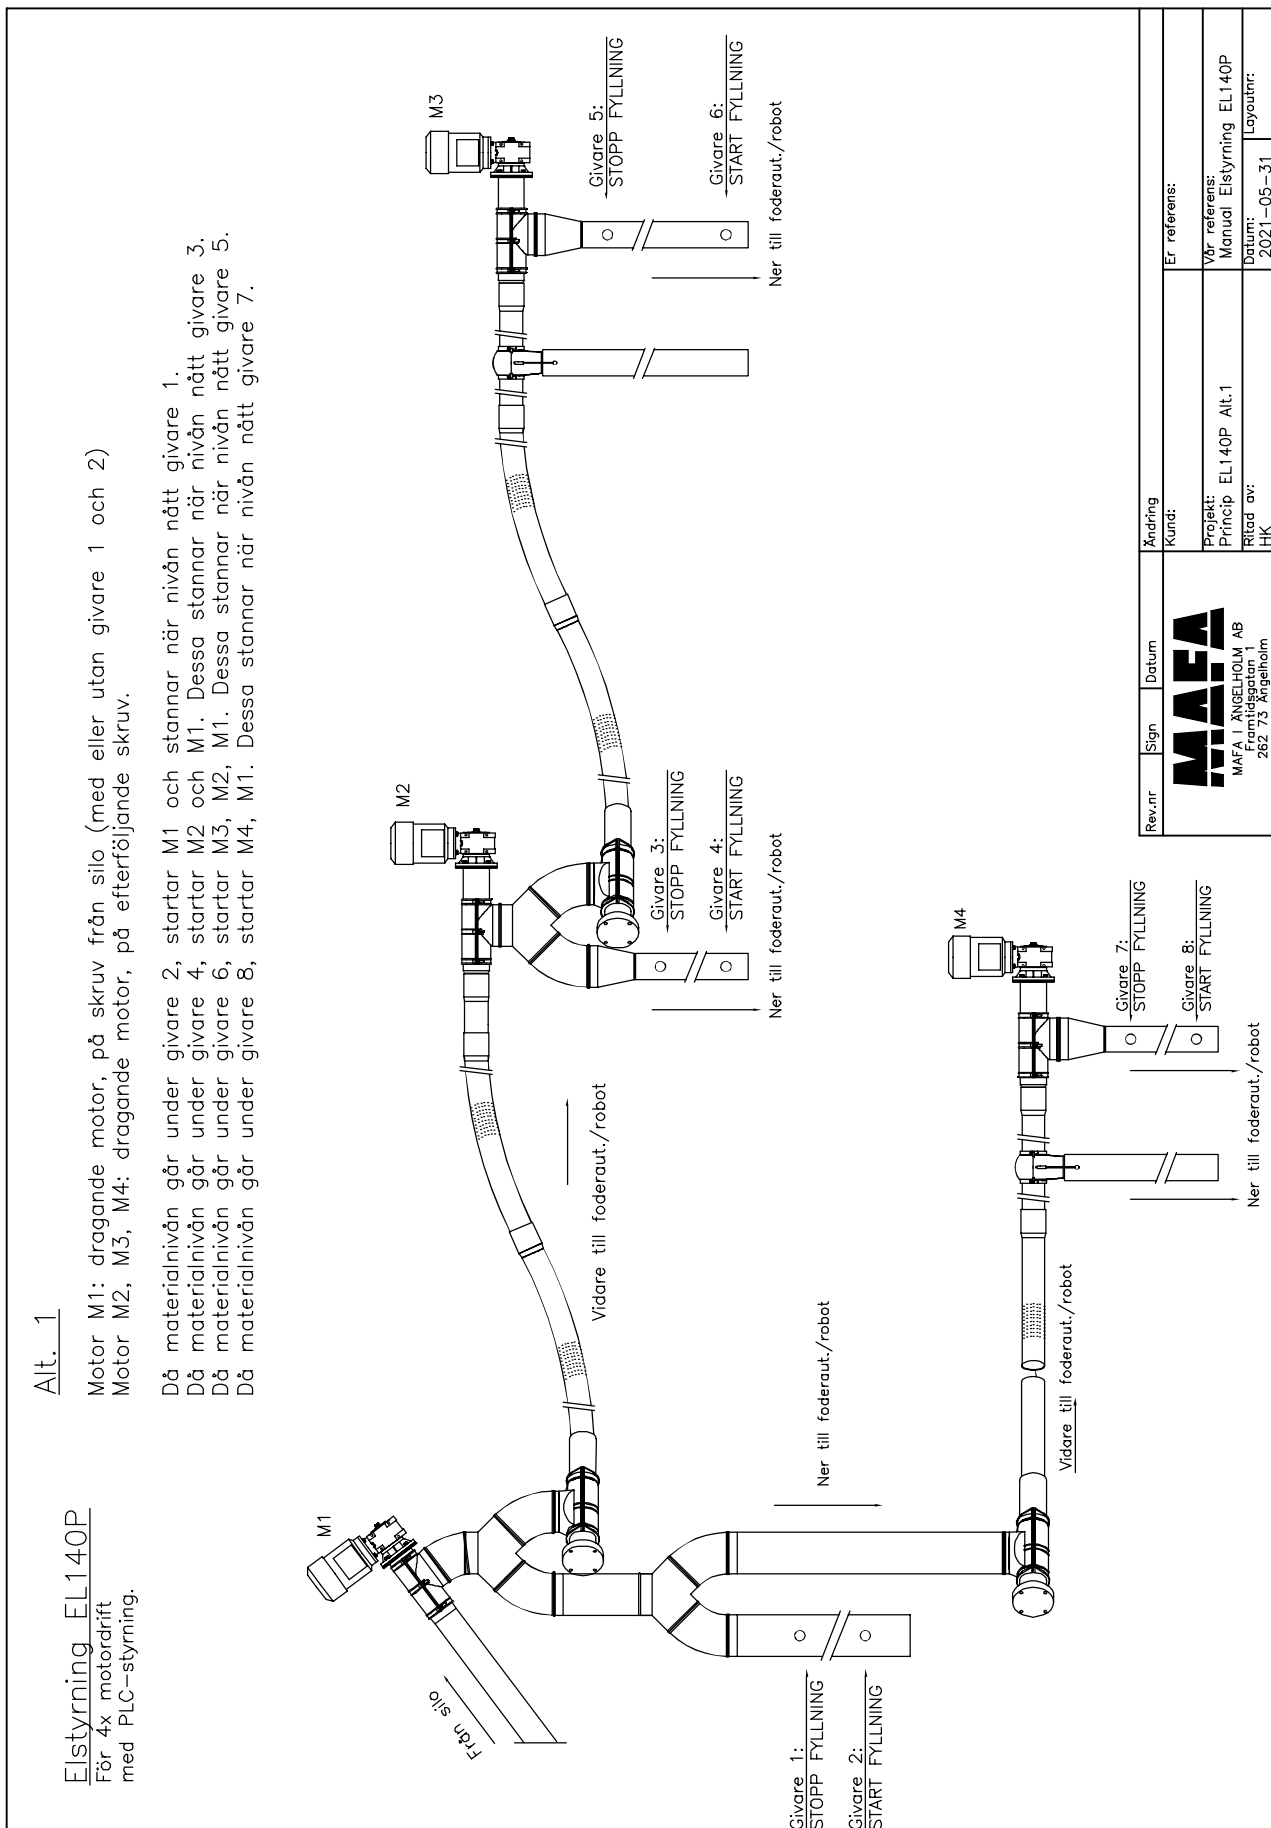 Elstyrning EL140P
För 4x motordrift
med PLC-styrning.
Alt. 1
Motor M1: dragande motor, på skruv från silo (med eller utan givare 1 och 2)
Motor M2, M3, M4: dragande motor, på efterföljande skruv.
Då materialnivån går under givare 2, startar M1 och stannar när nivån nått givare 1.
Då materialnivån går under givare 4, startar M2 och M1. Dessa stannar när nivån nått givare 3.
Då materialnivån går under givare 6, startar M3, M2, M1. Dessa stannar när nivån nått givare 5.
Då materialnivån går under givare 8, startar M4, M1. Dessa stannar när nivån nått givare 7.
M1
Från silo
M2
M3
Givare 5:
STOPP FYLLNING
Givare 6:
START FYLLNING
Ner till foderaut./robot
Givare 3:
STOPP FYLLNING
Givare 4:
START FYLLNING
Ner till foderaut./robot
Vidare till foderaut./robot
Givare 1:
STOPP FYLLNING
Givare 2:
START FYLLNING
Ner till foderaut./robot
Vidare till foderaut./robot
M4
Givare 7:
STOPP FYLLNING
Givare 8:
START FYLLNING
Ner till foderaut./robot
Rev.nr
Sign
Datum
Ändring
MAFA
MAFA I ÄNGELHOLM AB
Framtidsgatan 1
262 73 Ängelholm
Kund:
Er referens:
Projekt:
Princip EL140P Alt.1
Vår referens:
Manual Elstyrning EL140P
Ritad av:
HK
Datum:
2021-05-31
Layoutnr: